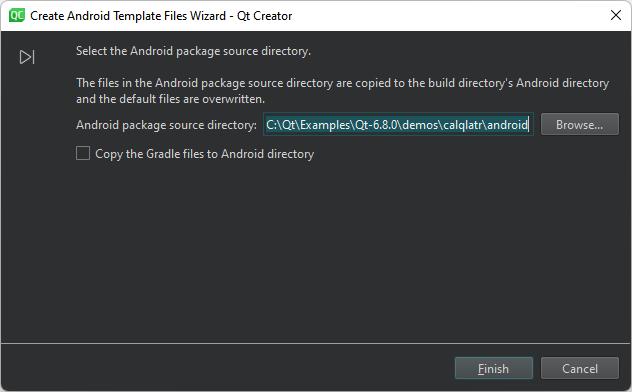 QC Create Android Template Files Wizard - Qt Creator
Select the Android package source directory.
The files in the Android package source directory are copied to the build directory's Android directory
and the default files are overwritten.
Android package source directory: C:\Qt\Examples\Qt-6.8.0\demos\calqlatr\android Browse...
Copy the Gradle files to Android directory
Finish Cancel